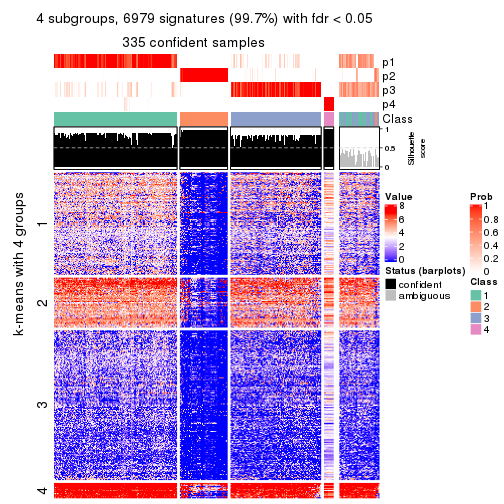 4 subgroups, 6979 signatures (99.7%) with fdr < 0.05
335 confident samples
p1
p2
p3
p4
Class
1
0.5
0
Silhouette
score
k-means with 4 groups
1
2
3
4
Value
8
6
4
2
0
Status (barplots)
confident
ambiguous
Prob
1
0.8
0.6
0.4
0.2
0
Class
1
2
3
4